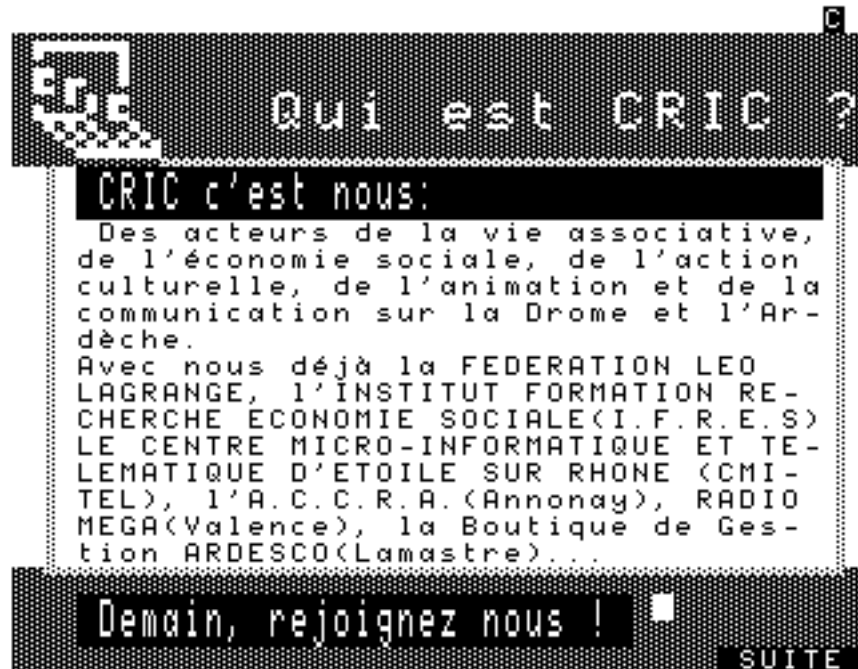 C
cric
Qui est CRIC ?
CRIC c'est nous:
Des acteurs de la vie associative,
de l'économie sociale, de l'action
culturelle, de l'animation et de la
communication sur la Drome et l'Ar-
dèche.
Avec nous déjà la FEDERATION LEO
LAGRANGE, l'INSTITUT FORMATION RE-
CHERCHE ECONOMIE SOCIALE(I.F.R.E.S)
LE CENTRE MICRO-INFORMATIQUE ET TE-
LEMATIQUE D'ETOILE SUR RHONE (CMI-
TEL), l'A.C.C.R.A.(Annonay), RADIO
MEGA(Valence), la Boutique de Ges-
tion ARDESCO(Lamastre)...
Demain, rejoignez nous !
SUITE